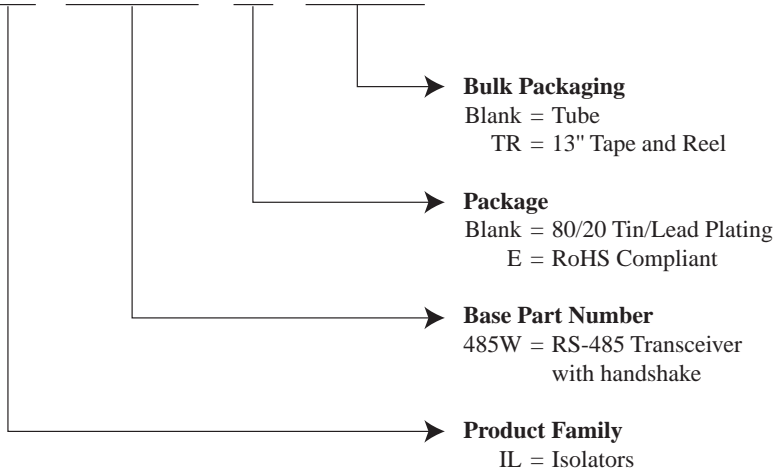 Bulk Packaging
Blank = Tube
TR = 13" Tape and Reel
Package
Blank = 80/20 Tin/Lead Plating
E = RoHS Compliant
Base Part Number
485W = RS-485 Transceiver
with handshake
Product Family
IL = Isolators